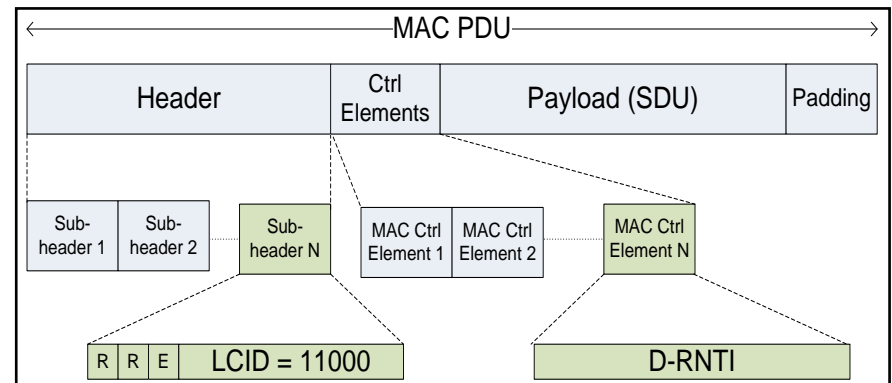 MAC PDU
Header
Ctrl
Elements
Payload (SDU)
Padding
Sub-
header 1
Sub-
header 2
Sub-
header N
MAC Ctrl
Element 1
MAC Ctrl
Element 2
MAC Ctrl
Element N
R
R
E
LCID = 11000
D-RNTI